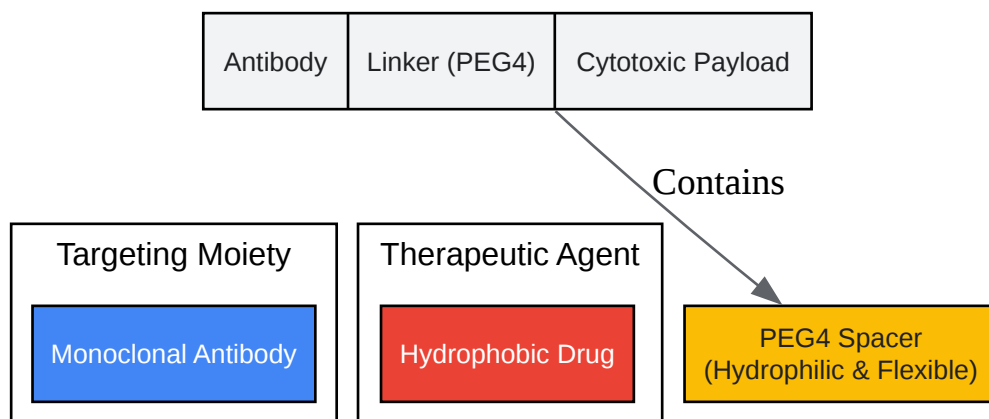 Antibody
Linker (PEG4)
Cytotoxic Payload
Contains
Targeting Moiety
Therapeutic Agent
Monoclonal Antibody
Hydrophobic Drug
PEG4 Spacer
(Hydrophilic & Flexible)